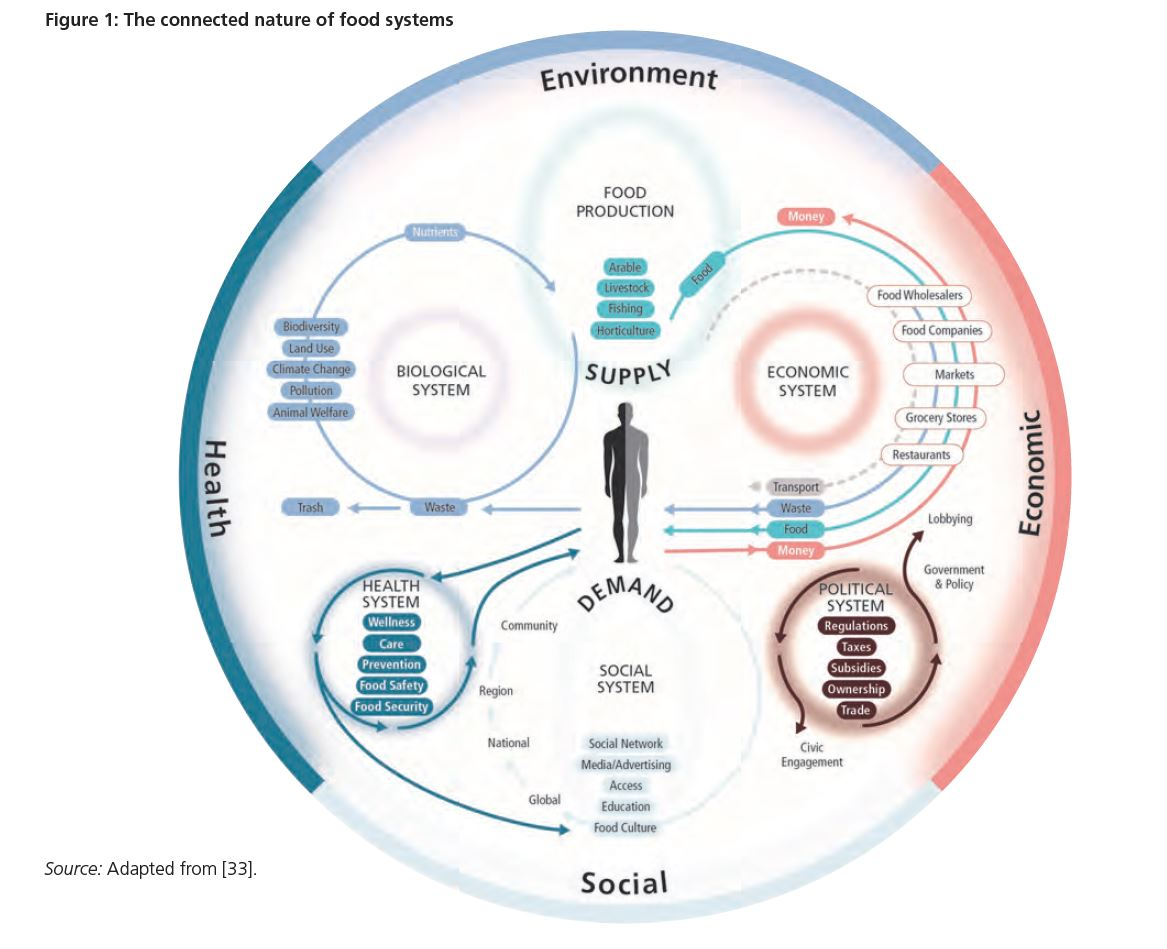 Figure 1: The connected nature of food systems
Environment
FOOD
PRODUCTION
Arable
Livestock
Fishing
Horticulture
SUPPLY
Nutrients
Biodiversity
Land Use
Climate Change
Pollution
Animal Welfare
BIOLOGICAL
SYSTEM
Trash
Waste
Food
Money
Food Wholesalers
Food Companies
Markets
Grocery Stores
Restaurants
ECONOMIC
SYSTEM
Transport
Waste
Food
Money
Health
Economic
DEMAND
HEALTH
SYSTEM
Wellness
Care
Prevention
Food Safety
Food Security
Community
Region
National
Global
SOCIAL
SYSTEM
Social Network
Media/Advertising
Access
Education
Food Culture
POLITICAL
SYSTEM
Regulations
Taxes
Subsidies
Ownership
Trade
Lobbying
Government
& Policy
Civic
Engagement
Social
Source: Adapted from [33].